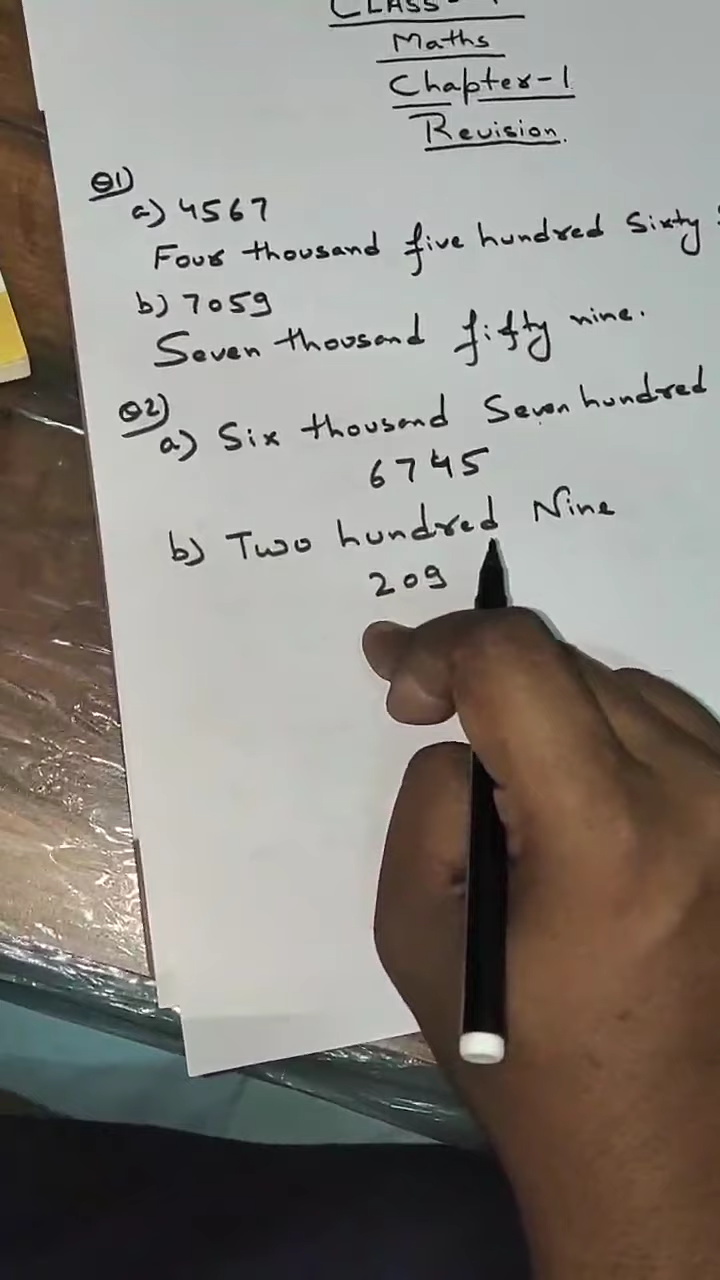 CLASS-
Maths
Chapter-1
Revision.
Q1)
a) 4567
Four thousand five hundred Sixty
b) 7059
Seven thousand fifty nine.
Q2)
a) Six thousand Seven hundred
6745
b) Two hundred Nine
209